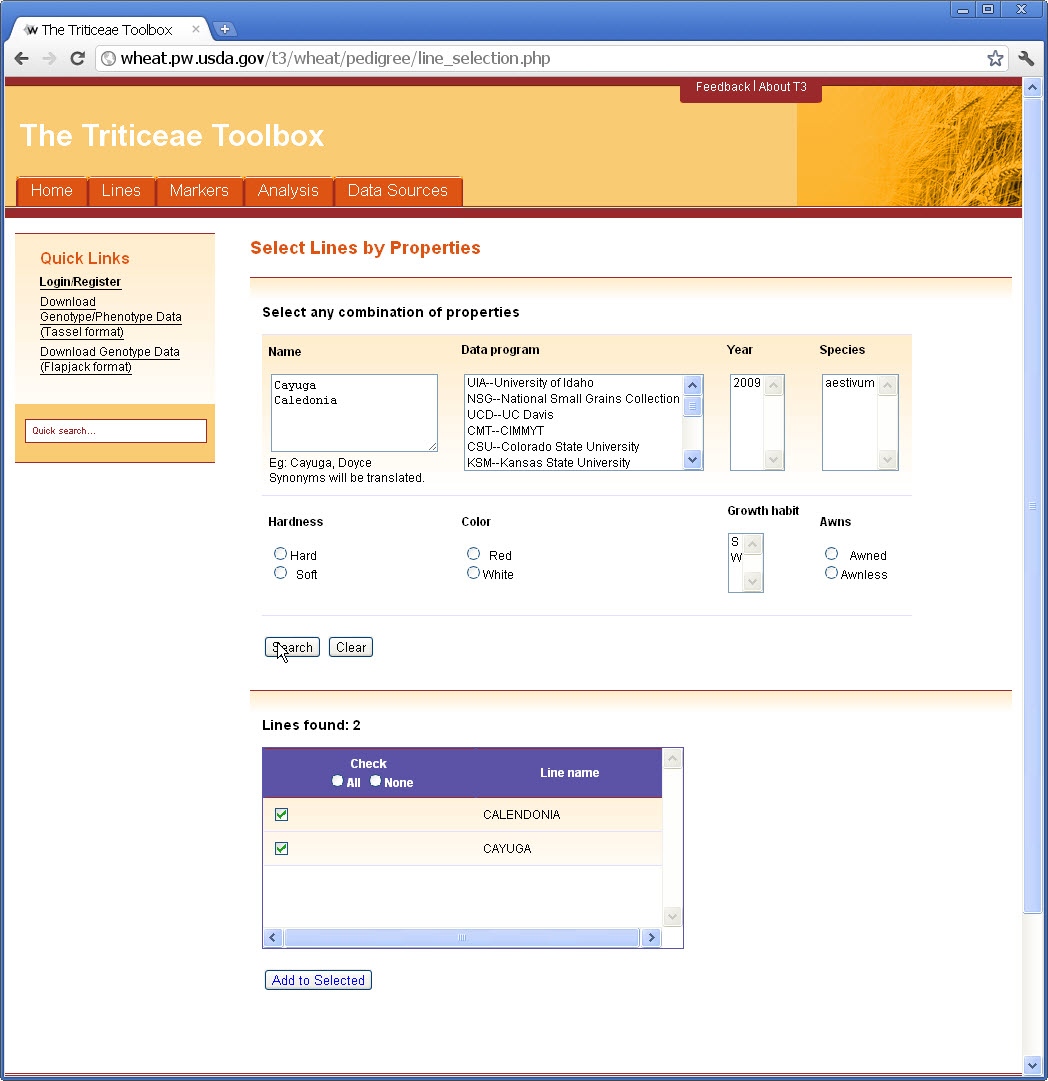 The Triticeae Toolbox
wheat.pw.usda.gov/t3/wheat/pedigree/line_selection.php
Feedback | About T3
The Triticeae Toolbox
Home Lines Markers Analysis Data Sources
Quick Links
Login/Register
Download
Genotype/Phenotype Data
(Tassel format)
Download Genotype Data
(Flapjack format)
Quick search...
Select Lines by Properties
Select any combination of properties
Name Data program Year Species
Cayuga
Caledonia
Eg: Cayuga, Doyce
Synonyms will be translated.
UIA--University of Idaho
NSG--National Small Grains Collection
UCD--UC Davis
CMT--CIMMYT
CSU--Colorado State University
KSM--Kansas State University
2009
aestivum
Hardness Color Growth habit Awns
Hard
Soft
Red
White
S
W
Awned
Awnless
Search Clear
Lines found: 2
Check
All None
Line name
CALENDONIA
CAYUGA
Add to Selected